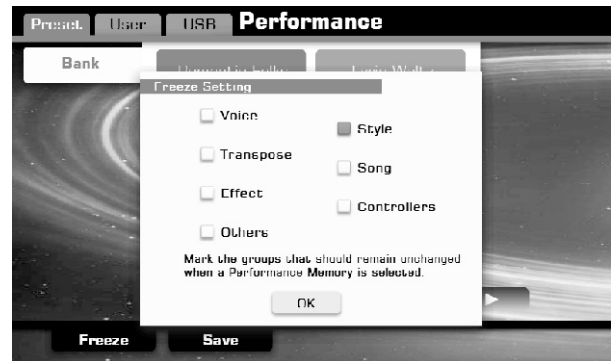 Preset User USB Performance
Bank
Freeze Setting
Voice
Style
Transpose
Song
Effect
Controllers
Others
Mark the groups that should remain unchanged
when a Performance Memory is selected.
OK
Freeze Save